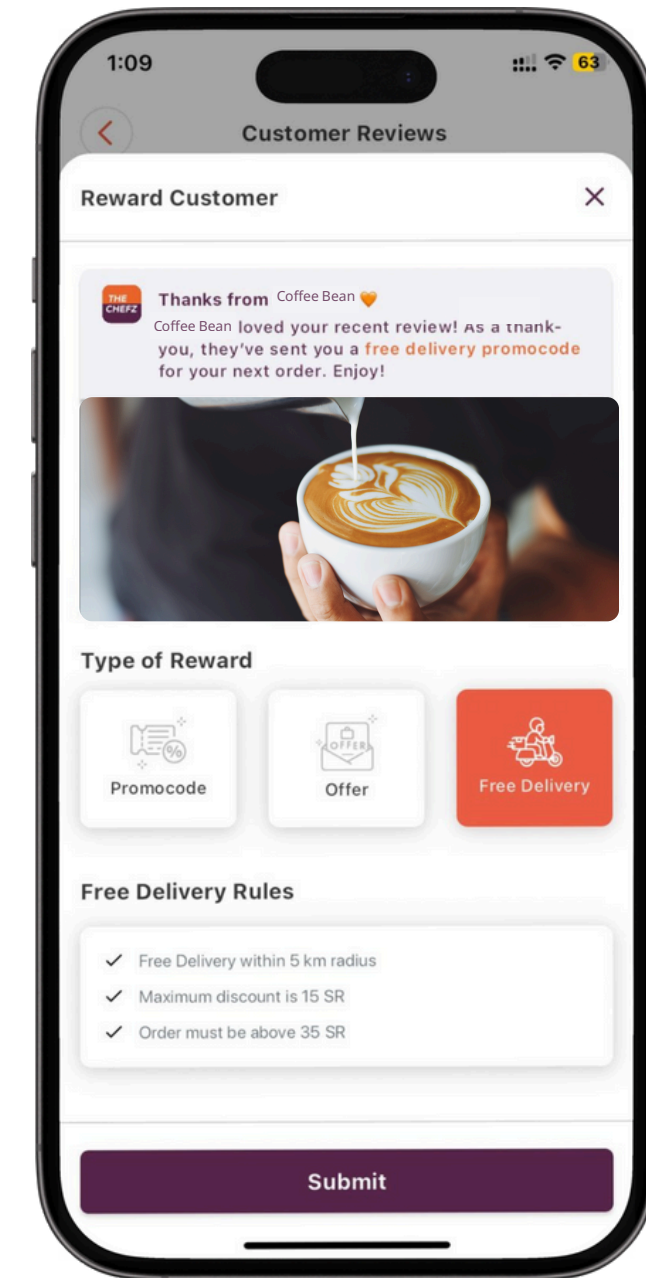 1:09
63
Customer Reviews
Reward Customer
THE
CHEFZ
Thanks from Coffee Bean 🧡
Coffee Bean loved your recent review! As a thank-
you, they've sent you a free delivery promocode
for your next order. Enjoy!
Type of Reward
%
OFFER
Promocode
Offer
Free Delivery
Free Delivery Rules
Free Delivery within 5 km radius
Maximum discount is 15 SR
Order must be above 35 SR
Submit